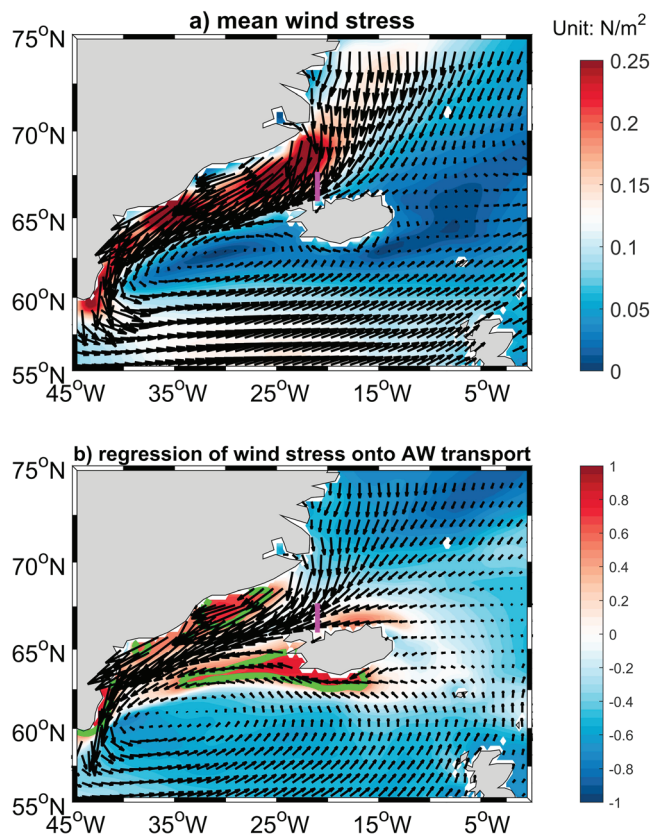 a) mean wind stress
Unit: N/m²
75°N
70°N
65°N
60°N
55°N
45°W
35°W
25°W
15°W
5°W
0.25
0.2
0.15
0.1
0.05
0
b) regression of wind stress onto AW transport
75°N
70°N
65°N
60°N
55°N
45°W
35°W
25°W
15°W
5°W
1
0.8
0.6
0.4
0.2
0
-0.2
-0.4
-0.6
-0.8
-1